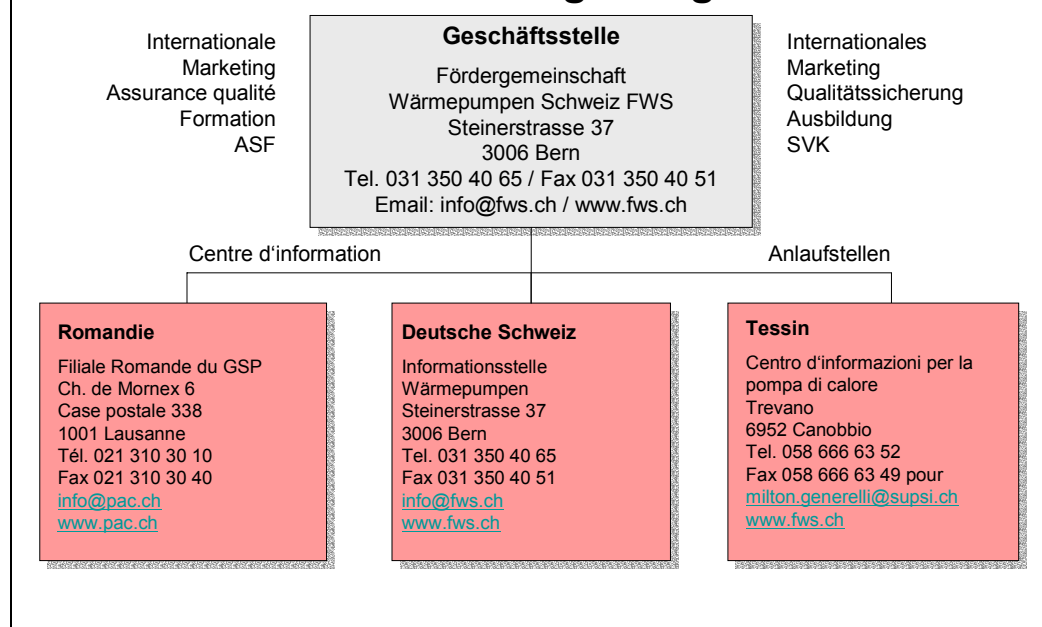 Internationale
Marketing
Assurance qualité
Formation
ASF
Geschäftsstelle
Fördergemeinschaft
Wärmepumpen Schweiz FWS
Steinerstrasse 37
3006 Bern
Tel. 031 350 40 65 / Fax 031 350 40 51
Email: info@fws.ch / www.fws.ch
Internationales
Marketing
Qualitätssicherung
Ausbildung
SVK
Centre d‘information
Anlaufstellen
Romandie
Filiale Romande du GSP
Ch. de Mornex 6
Case postale 338
1001 Lausanne
Tél. 021 310 30 10
Fax 021 310 30 40
info@pac.ch
www.pac.ch
Deutsche Schweiz
Informationsstelle
Wärmepumpen
Steinerstrasse 37
3006 Bern
Tel. 031 350 40 65
Fax 031 350 40 51
info@fws.ch
www.fws.ch
Tessin
Centro d‘informazioni per la
pompa di calore
Trevano
6952 Canobbio
Tel. 058 666 63 52
Fax 058 666 63 49 pour
milton.generelli@supsi.ch
www.fws.ch